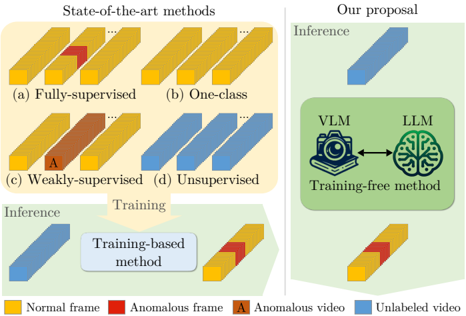 State-of-the-art methods
...
...
(a) Fully-supervised
(b) One-class
...
...
A
(c) Weakly-supervised
(d) Unsupervised
Training
Inference
Training-based
method
Our proposal
Inference
VLM
LLM
Training-free method
Normal frame
Anomalous frame
A
Anomalous video
Unlabeled video